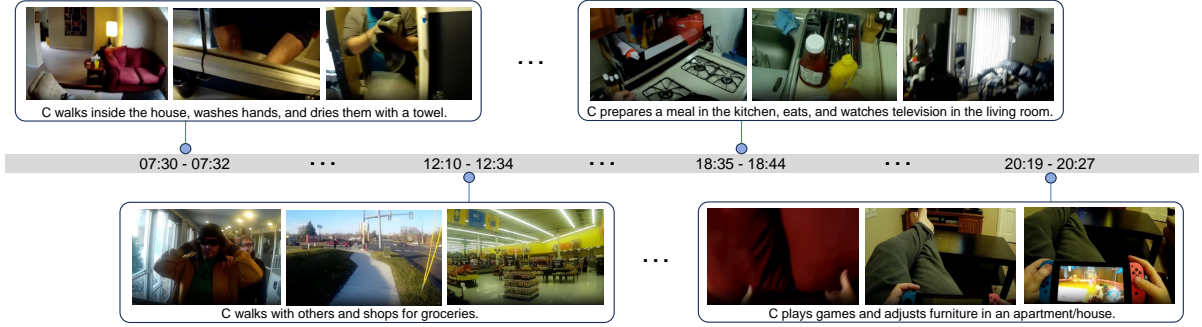 C walks inside the house, washes hands, and dries them with a towel.
. . .
C prepares a meal in the kitchen, eats, and watches television in the living room.
07:30 - 07:32 . . . 12:10 - 12:34 . . . 18:35 - 18:44 . . . 20:19 - 20:27
C walks with others and shops for groceries.
. . .
C plays games and adjusts furniture in an apartment/house.